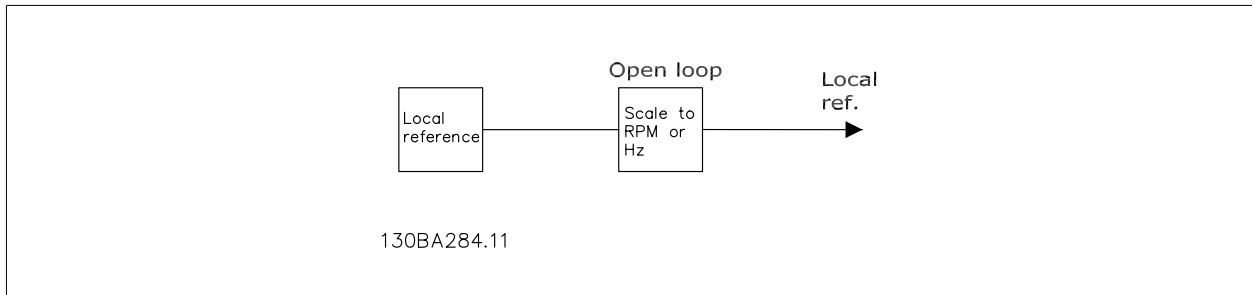 Open loop
Local
ref.
Local
reference
Scale to
RPM or
Hz
130BA284.11